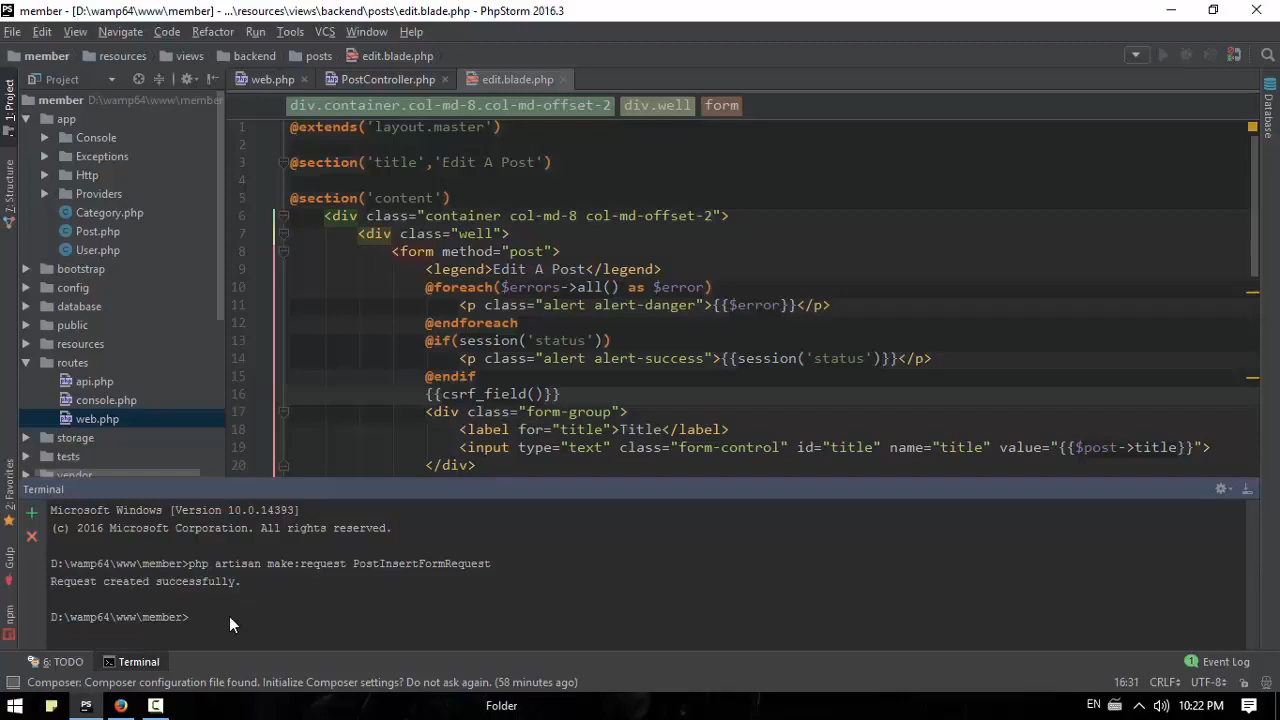 member - [D:\wamp64\www\member] - ...\resources\views\backend\posts\edit.blade.php - PhpStorm 2016.3
File Edit View Navigate Code Refactor Run Tools VCS Window Help
member resources views backend posts edit.blade.php
Project
web.php PostController.php edit.blade.php
member D:\wamp64\www\member
div.container.col-md-8.col-md-offset-2 div.well form
app
Console
Exceptions
Http
Providers
Category.php
Post.php
User.php
bootstrap
config
database
public
resources
routes
api.php
console.php
web.php
storage
tests
vendor
1: Project
7: Structure
2: Favorites
Gulp
npm
Database
1 @extends('layout.master')
2
3 @section('title','Edit A Post')
4
5 @section('content')
6 <div class="container col-md-8 col-md-offset-2">
7 <div class="well">
8 <form method="post">
9 <legend>Edit A Post</legend>
10 @foreach($errors->all() as $error)
11 <p class="alert alert-danger">{{$error}}</p>
12 @endforeach
13 @if(session('status'))
14 <p class="alert alert-success">{{session('status')}}</p>
15 @endif
16 {{csrf_field()}}
17 <div class="form-group">
18 <label for="title">Title</label>
19 <input type="text" class="form-control" id="title" name="title" value="{{$post->title}}">
20 </div>
Terminal
Microsoft Windows [Version 10.0.14393]
(c) 2016 Microsoft Corporation. All rights reserved.
D:\wamp64\www\member>php artisan make:request PostInsertFormRequest
Request created successfully.
D:\wamp64\www\member>
6: TODO Terminal
1 Event Log
Composer: Composer configuration file found. Initialize Composer settings? Do not ask again. (58 minutes ago)
16:31 CRLF÷ UTF-8÷
Folder
EN 10:22 PM